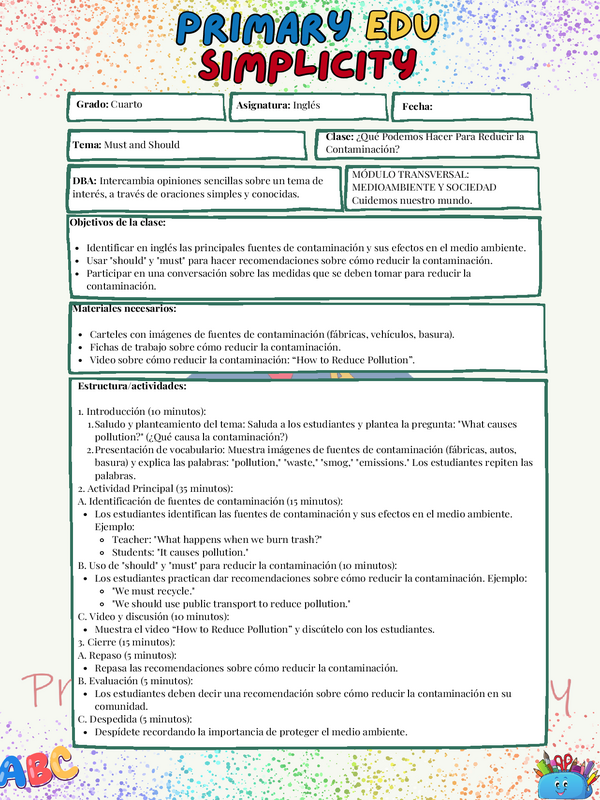 PRIMARY EDU
SIMPLICITY
Grado: Cuarto
Asignatura: Inglés
Fecha:
Tema: Must and Should
Clase: ¿Qué Podemos Hacer Para Reducir la
Contaminación?
DBA: Intercambia opiniones sencillas sobre un tema de
interés, a través de oraciones simples y conocidas.
MÓDULO TRANSVERSAL:
MEDIOAMBIENTE Y SOCIEDAD
Cuidemos nuestro mundo.
Objetivos de la clase:
• Identificar en inglés las principales fuentes de contaminación y sus efectos en el medio ambiente.
• Usar "should" y "must" para hacer recomendaciones sobre cómo reducir la contaminación.
• Participar en una conversación sobre las medidas que se deben tomar para reducir la
contaminación.
Materiales necesarios:
• Carteles con imágenes de fuentes de contaminación (fábricas, vehículos, basura).
• Fichas de trabajo sobre cómo reducir la contaminación.
• Video sobre cómo reducir la contaminación: “How to Reduce Pollution”.
Estructura/actividades:
1. Introducción (10 minutos):
1. Saludo y planteamiento del tema: Saluda a los estudiantes y plantea la pregunta: "What causes
pollution?" (¿Qué causa la contaminación?)
2. Presentación de vocabulario: Muestra imágenes de fuentes de contaminación (fábricas, autos,
basura) y explica las palabras: "pollution," "waste," "smog," "emissions." Los estudiantes repiten las
palabras.
2. Actividad Principal (35 minutos):
A. Identificación de fuentes de contaminación (15 minutos):
• Los estudiantes identifican las fuentes de contaminación y sus efectos en el medio ambiente.
Ejemplo:
◦ Teacher: "What happens when we burn trash?"
◦ Students: "It causes pollution."
B. Uso de "should" y "must" para reducir la contaminación (10 minutos):
• Los estudiantes practican dar recomendaciones sobre cómo reducir la contaminación. Ejemplo:
◦ "We must recycle."
◦ "We should use public transport to reduce pollution."
C. Video y discusión (10 minutos):
• Muestra el video “How to Reduce Pollution” y discútelo con los estudiantes.
3. Cierre (15 minutos):
A. Repaso (5 minutos):
• Repasa las recomendaciones sobre cómo reducir la contaminación.
B. Evaluación (5 minutos):
• Los estudiantes deben decir una recomendación sobre cómo reducir la contaminación en su
comunidad.
C. Despedida (5 minutos):
• Despídete recordando la importancia de proteger el medio ambiente.
ABC